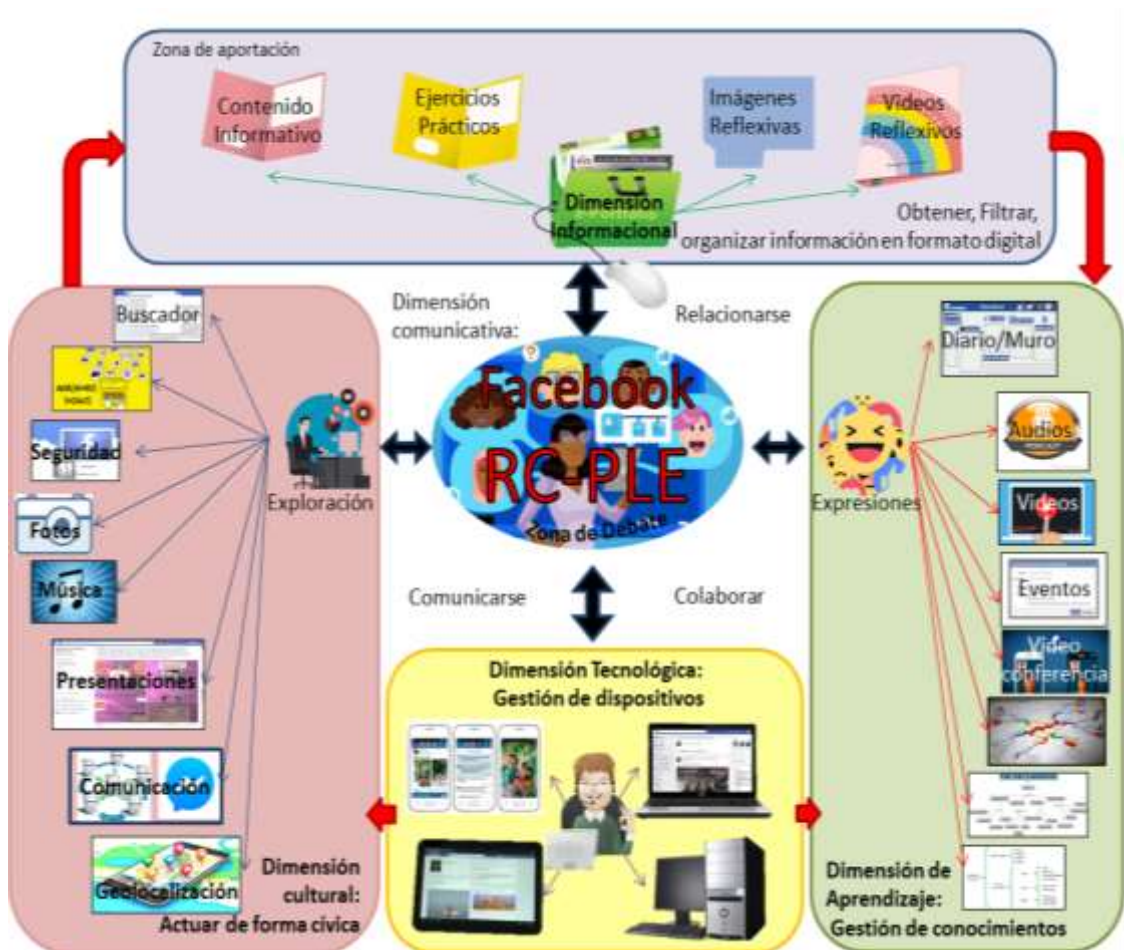 Zona de aportación
Contenido
Informativo
Ejercicios
Prácticos
Imágenes
Reflexivas
Vídeos
Reflexivos
Dimensión
Informacional
Obtener, Filtrar,
organizar información en formato digital
Dimensión
comunicativa:
Relacionarse
Buscador
Seguridad
Fotos
Música
Presentaciones
Comunicación
Geolocalización
Exploración
Dimensión
cultural:
Actuar de forma cívica
Facebook
RC-PLE
Zona de Debate
Comunicarse
Colaborar
Dimensión Tecnológica:
Gestión de dispositivos
Expresiones
Diario/Muro
Audios
Vídeos
Eventos
Vídeo
conferencia
Dimensión de
Aprendizaje:
Gestión de conocimientos